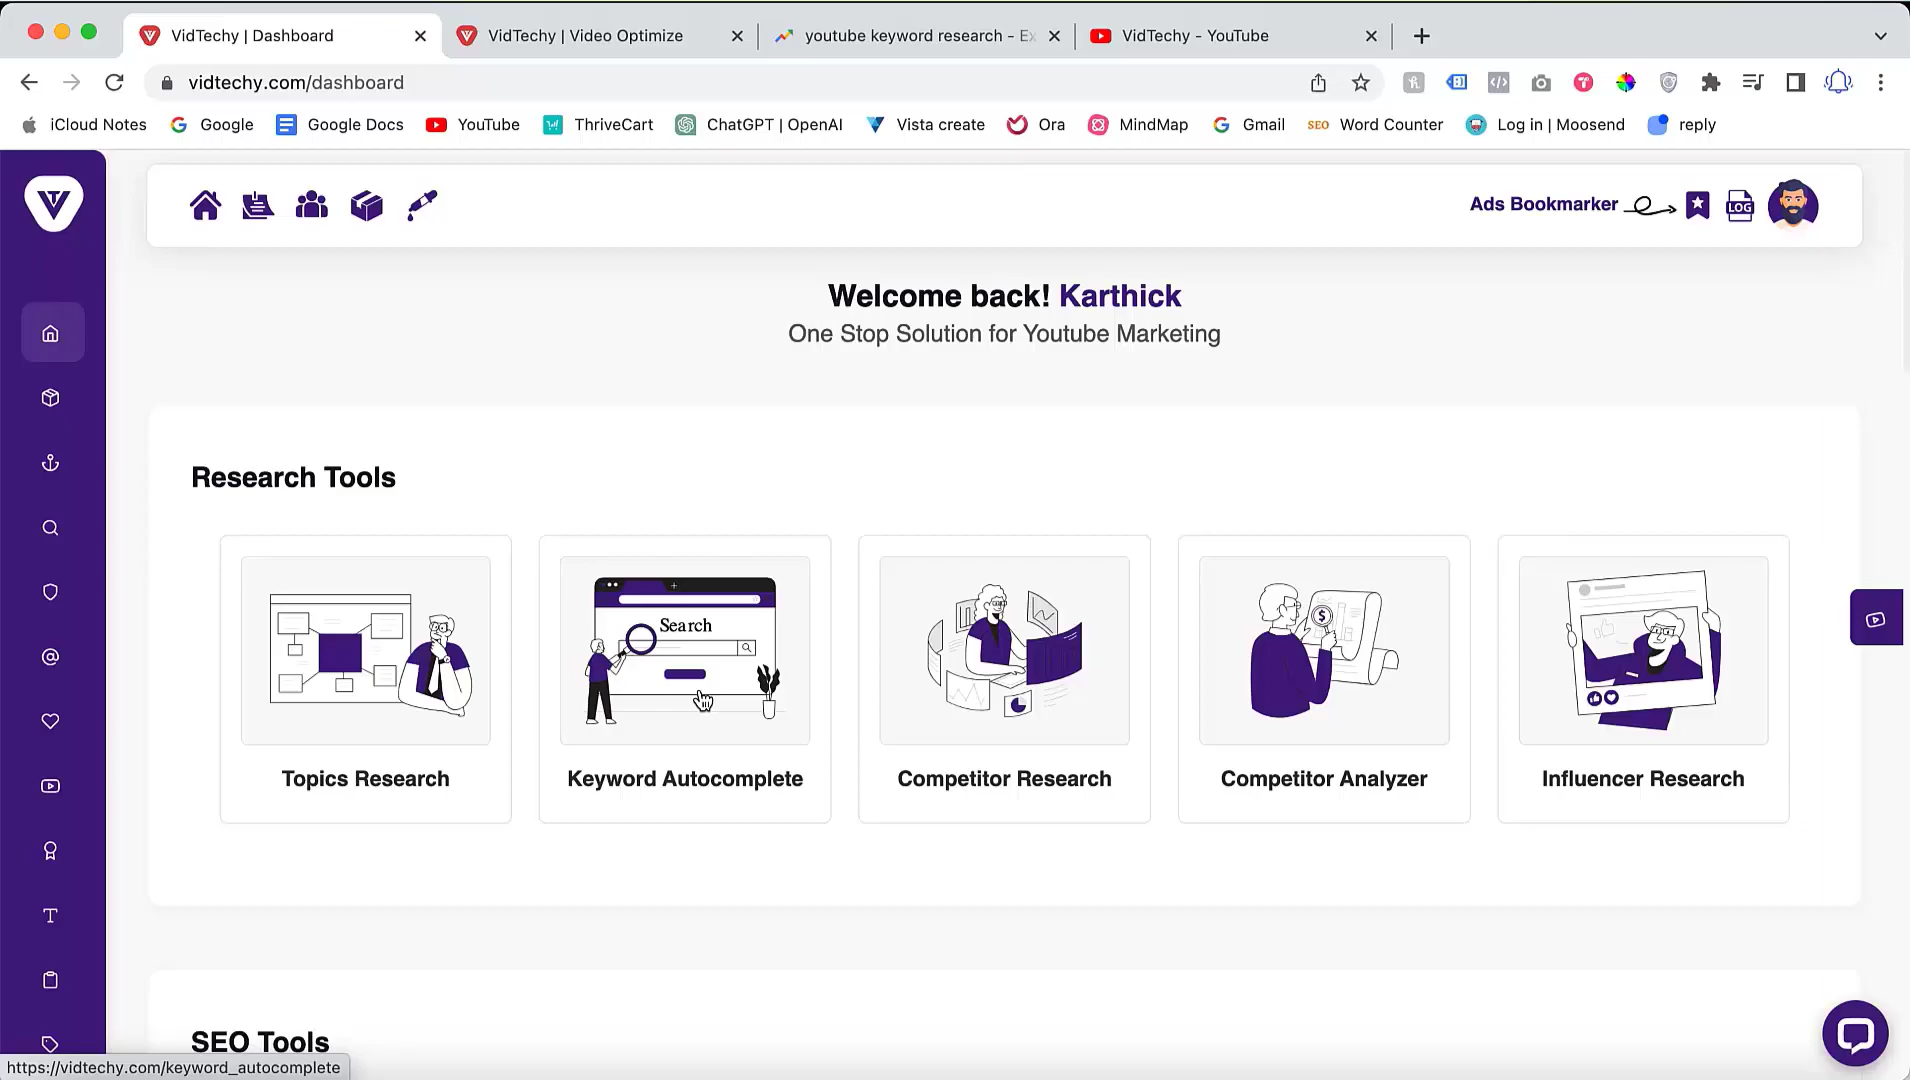 VidTechy | Dashboard
VidTechy | Video Optimize
youtube keyword research - Ex
VidTechy - YouTube
vidtechy.com/dashboard
iCloud Notes
Google
Google Docs
YouTube
ThriveCart
ChatGPT | OpenAI
Vista create
Ora
MindMap
Gmail
SEO
Word Counter
Log in | Moosend
reply
Ads Bookmarker
LOG
Welcome back! Karthick
One Stop Solution for Youtube Marketing
Research Tools
Search
Topics Research
Keyword Autocomplete
Competitor Research
Competitor Analyzer
Influencer Research
SEO Tools
https://vidtechy.com/keyword_autocomplete